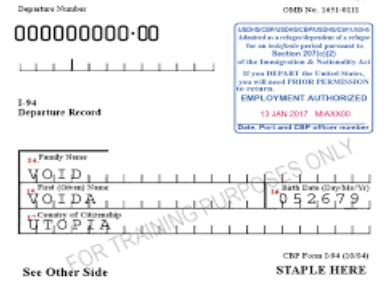 Departure Number
OMB No. 1651-0111
000000000·00
USDHS/CBP/USDHS/CBP/USDHS/CBP/USDHS
Admitted as a refugee/dependent of a refugee
for an indefinite period pursuant to
Section 207(c)(2)
of the Immigration & Nationality Act
If you DEPART the United States,
you will need PRIOR PERMISSION
to return.
EMPLOYMENT AUTHORIZED
13 JAN 2017 MIAXX00
Date, Port and CBP officer number
I-94
Departure Record
14. Family Name
VOID
15. First (Given) Name
16. Birth Date (Day/Mo/Yr)
VOIDA
052679
17. Country of Citizenship
UTOPIA
FOR TRAINING PURPOSES ONLY
CBP Form I-94 (10/04)
See Other Side
STAPLE HERE